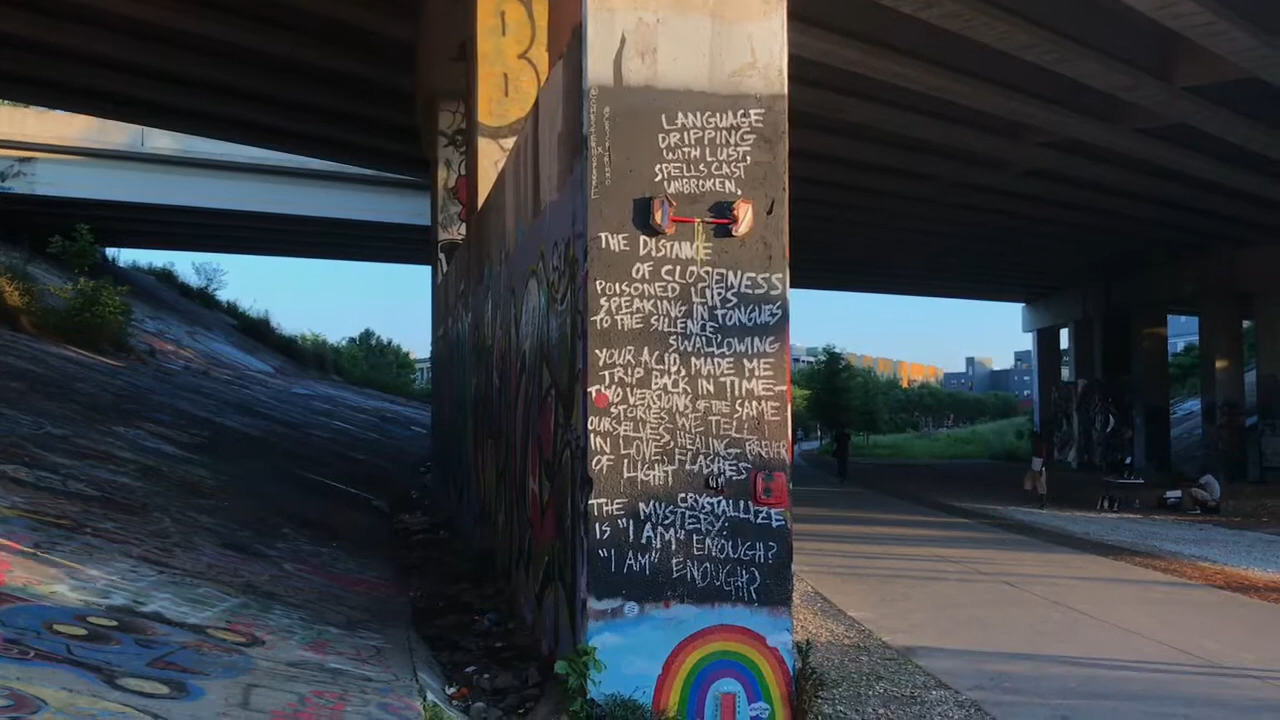 B
LANGUAGE
DRIPPING
WITH LUST,
SPELLS CAST
UNBROKEN.
THE DISTANCE
OF CLOSENESS
POISONED LIPS
SPEAKING IN TONGUES
TO THE SILLENCE,
SWALLOWING
YOUR ACID, MADE ME
TRIP BACK IN TIME—
TWO VERSIONS OF THE SAME
STORIES WE TELL
OURSELVES,
IN LOVE, HEALING FOREVER
OF LIGHT FLASHES
CRYSTALLIZE
THE MYSTERY:
IS "I AM" ENOUGH?
"I AM" ENOUGH?